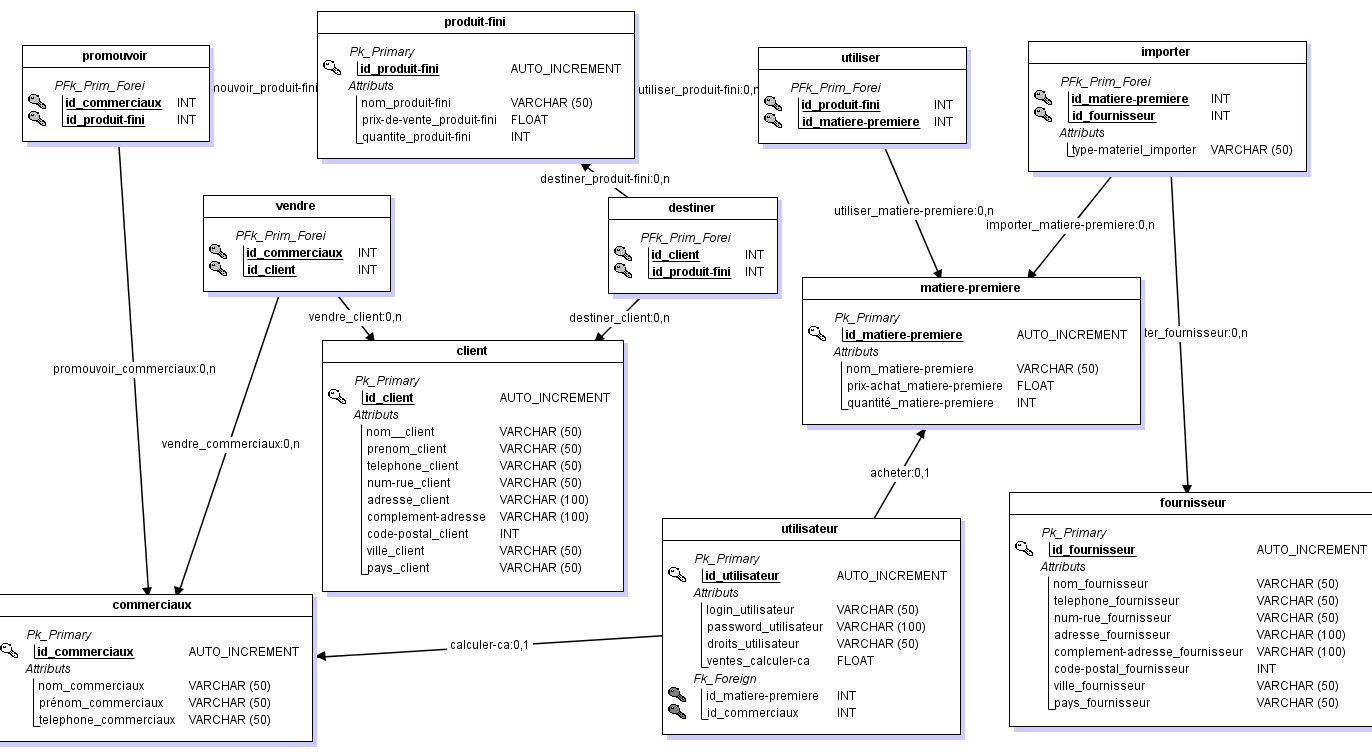 promouvoir
PFk_Prim_Forei
id_commerciaux INT
id_produit-fini INT
nouvoir_produit-fini
produit-fini
Pk_Primary
id_produit-fini AUTO_INCREMENT
Attributs
nom_produit-fini VARCHAR (50)
prix-de-vente_produit-fini FLOAT
quantite_produit-fini INT
utiliser_produit-fini:0,n
utiliser
PFk_Prim_Forei
id_produit-fini INT
id_matiere-premiere INT
importer
PFk_Prim_Forei
id_matiere-premiere INT
id_fournisseur INT
Attributs
type-materiel_importer VARCHAR (50)
vendre
PFk_Prim_Forei
id_commerciaux INT
id_client INT
destiner_produit-fini:0,n
destiner
PFk_Prim_Forei
id_client INT
id_produit-fini INT
utiliser_matiere-premiere:0,n
importer_matiere-premiere:0,n
vendre_client:0,n
destiner_client:0,n
promouvoir_commerciaux:0,n
vendre_commerciaux:0,n
client
Pk_Primary
id_client AUTO_INCREMENT
Attributs
nom__client VARCHAR (50)
prenom_client VARCHAR (50)
telephone_client VARCHAR (50)
num-rue_client VARCHAR (50)
adresse_client VARCHAR (100)
complement-adresse VARCHAR (100)
code-postal_client INT
ville_client VARCHAR (50)
pays_client VARCHAR (50)
matiere-premiere
Pk_Primary
id_matiere-premiere AUTO_INCREMENT
Attributs
nom_matiere-premiere VARCHAR (50)
prix-achat_matiere-premiere FLOAT
quantité_matiere-premiere INT
ter_fournisseur:0,n
acheter:0,1
fournisseur
Pk_Primary
id_fournisseur AUTO_INCREMENT
Attributs
nom_fournisseur VARCHAR (50)
telephone_fournisseur VARCHAR (50)
num-rue_fournisseur VARCHAR (50)
adresse_fournisseur VARCHAR (100)
complement-adresse_fournisseur VARCHAR (100)
code-postal_fournisseur INT
ville_fournisseur VARCHAR (50)
pays_fournisseur VARCHAR (50)
utilisateur
Pk_Primary
id_utilisateur AUTO_INCREMENT
Attributs
login_utilisateur VARCHAR (50)
password_utilisateur VARCHAR (100)
droits_utilisateur VARCHAR (50)
ventes_calculer-ca FLOAT
Fk_Foreign
id_matiere-premiere INT
id_commerciaux INT
calculer-ca:0,1
commerciaux
Pk_Primary
id_commerciaux AUTO_INCREMENT
Attributs
nom_commerciaux VARCHAR (50)
prénom_commerciaux VARCHAR (50)
telephone_commerciaux VARCHAR (50)